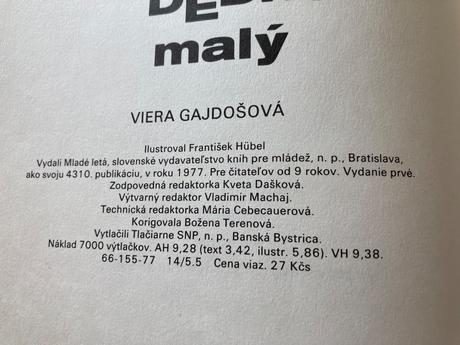 malý
VIERA GAJDOŠOVÁ
Ilustroval František Hübel
Vydali Mladé letá, slovenské vydavateľstvo kníh pre mládež, n. p., Bratislava,
ako svoju 4310. publikáciu, v roku 1977. Pre čitateľov od 9 rokov. Vydanie prvé.
Zodpovedná redaktorka Kveta Dašková.
Výtvarný redaktor Vladimír Machaj.
Technická redaktorka Mária Cebecauerová.
Korigovala Božena Terenová.
Vytlačili Tlačiarne SNP, n. p., Banská Bystrica.
Náklad 7000 výtlačkov. AH 9,28 (text 3,42, ilustr. 5,86). VH 9,38.
66-155-77 14/5.5 Cena viaz. 27 Kčs